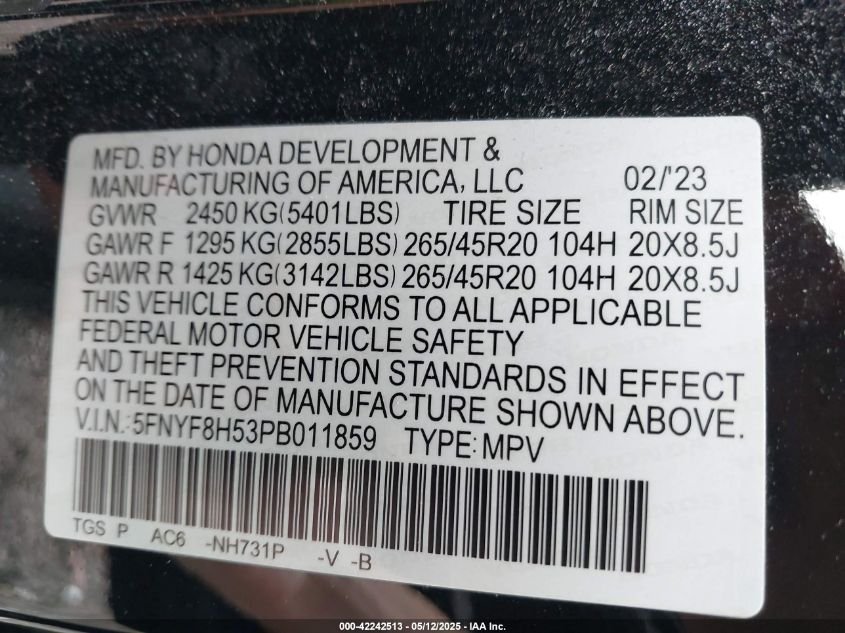 MFD. BY HONDA DEVELOPMENT &
MANUFACTURING OF AMERICA, LLC 02/'23
GVWR 2450 KG(5401LBS) TIRE SIZE RIM SIZE
GAWR F 1295 KG(2855LBS) 265/45R20 104H 20X8.5J
GAWR R 1425 KG(3142LBS) 265/45R20 104H 20X8.5J
THIS VEHICLE CONFORMS TO ALL APPLICABLE
FEDERAL MOTOR VEHICLE SAFETY
AND THEFT PREVENTION STANDARDS IN EFFECT
ON THE DATE OF MANUFACTURE SHOWN ABOVE.
V.I.N.:5FNYF8H53PB011859 TYPE:MPV
TGS P AC6 -NH731P -V -B
000-42242513 - 05/12/2025 - IAA Inc.